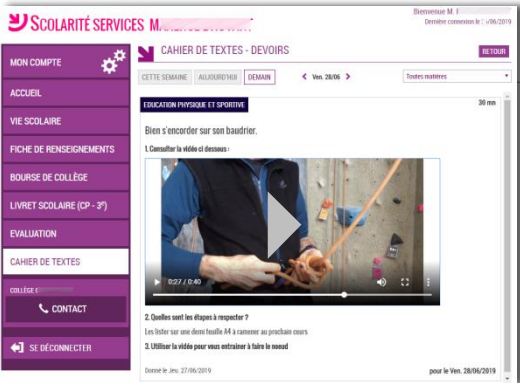 SCOLARITÉ SERVICES
Bienvenue M.
Dernière connexion le : /06/2019
MON COMPTE
ACCUEIL
VIE SCOLAIRE
FICHE DE RENSEIGNEMENTS
BOURSE DE COLLÈGE
LIVRET SCOLAIRE (CP - 3e)
EVALUATION
CAHIER DE TEXTES
COLLÈGE
CONTACT
SE DÉCONNECTER
CAHIER DE TEXTES - DEVOIRS
RETOUR
CETTE SEMAINE AUJOURD'HUI DEMAIN Ven. 28/06 Toutes matières
EDUCATION PHYSIQUE ET SPORTIVE 30 mn
Bien s'encorder sur son baudrier.
1. Consulter la vidéo ci dessous :
0:27 / 0:40
2. Quelles sont les étapes à respecter ?
Les lister sur une demi feuille A4 à ramener au prochain cours
3. Utiliser la vidéo pour vous entrainer à faire le noeud
Donné le Jeu. 27/06/2019 pour le Ven. 28/06/2019